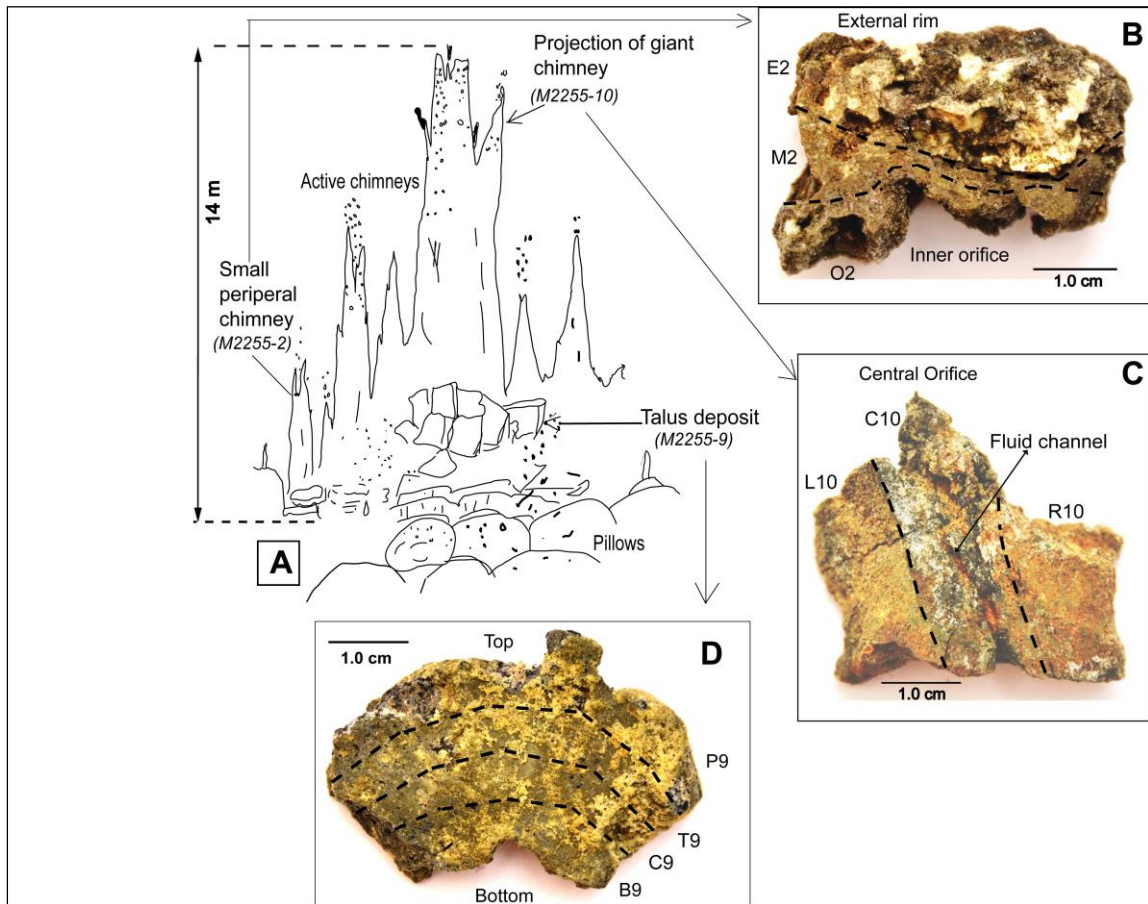 Projection of giant
chimney
(M2255-10)
Active chimneys
14 m
Small
periperal
chimney
(M2255-2)
Talus deposit
(M2255-9)
Pillows
A
External rim
B
E2
M2
Inner orifice
O2
1.0 cm
Central Orifice
C
C10
Fluid channel
L10
R10
1.0 cm
1.0 cm
Top
D
P9
T9
C9
B9
Bottom